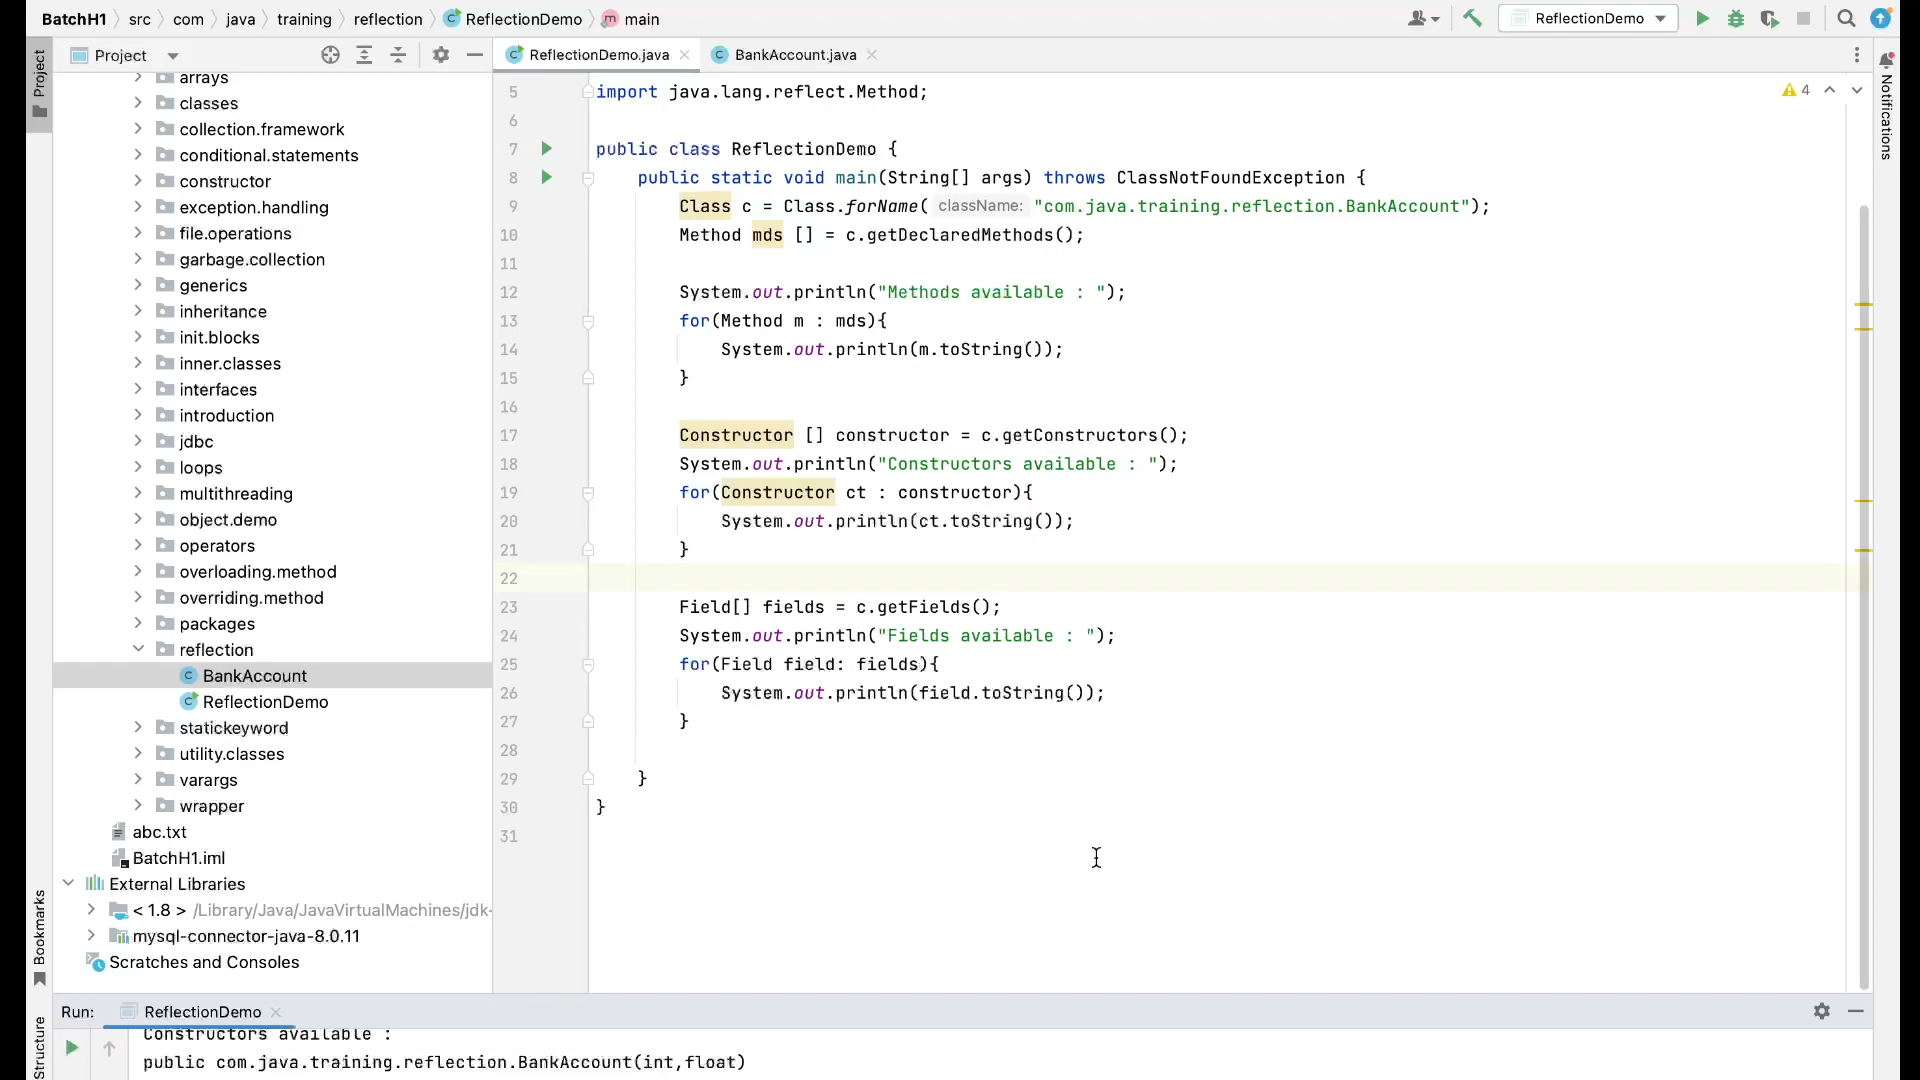 BatchH1 src com java training reflection ReflectionDemo main
ReflectionDemo
Project
ReflectionDemo.java
BankAccount.java
Project
Notifications
arrays
classes
collection.framework
conditional.statements
constructor
exception.handling
file.operations
garbage.collection
generics
inheritance
init.blocks
inner.classes
interfaces
introduction
jdbc
loops
multithreading
object.demo
operators
overloading.method
overriding.method
packages
reflection
BankAccount
ReflectionDemo
statickeyword
utility.classes
varargs
wrapper
abc.txt
BatchH1.iml
External Libraries
< 1.8 > /Library/Java/JavaVirtualMachines/jdk-
mysql-connector-java-8.0.11
Scratches and Consoles
Bookmarks
Structure
4
5 import java.lang.reflect.Method;
6
7 public class ReflectionDemo {
8 public static void main(String[] args) throws ClassNotFoundException {
9 Class c = Class.forName( className: "com.java.training.reflection.BankAccount");
10 Method mds [] = c.getDeclaredMethods();
11
12 System.out.println("Methods available : ");
13 for(Method m : mds){
14 System.out.println(m.toString());
15 }
16
17 Constructor [] constructor = c.getConstructors();
18 System.out.println("Constructors available : ");
19 for(Constructor ct : constructor){
20 System.out.println(ct.toString());
21 }
22
23 Field[] fields = c.getFields();
24 System.out.println("Fields available : ");
25 for(Field field: fields){
26 System.out.println(field.toString());
27 }
28
29 }
30 }
31
Run: ReflectionDemo
Constructors available :
public com.java.training.reflection.BankAccount(int,float)